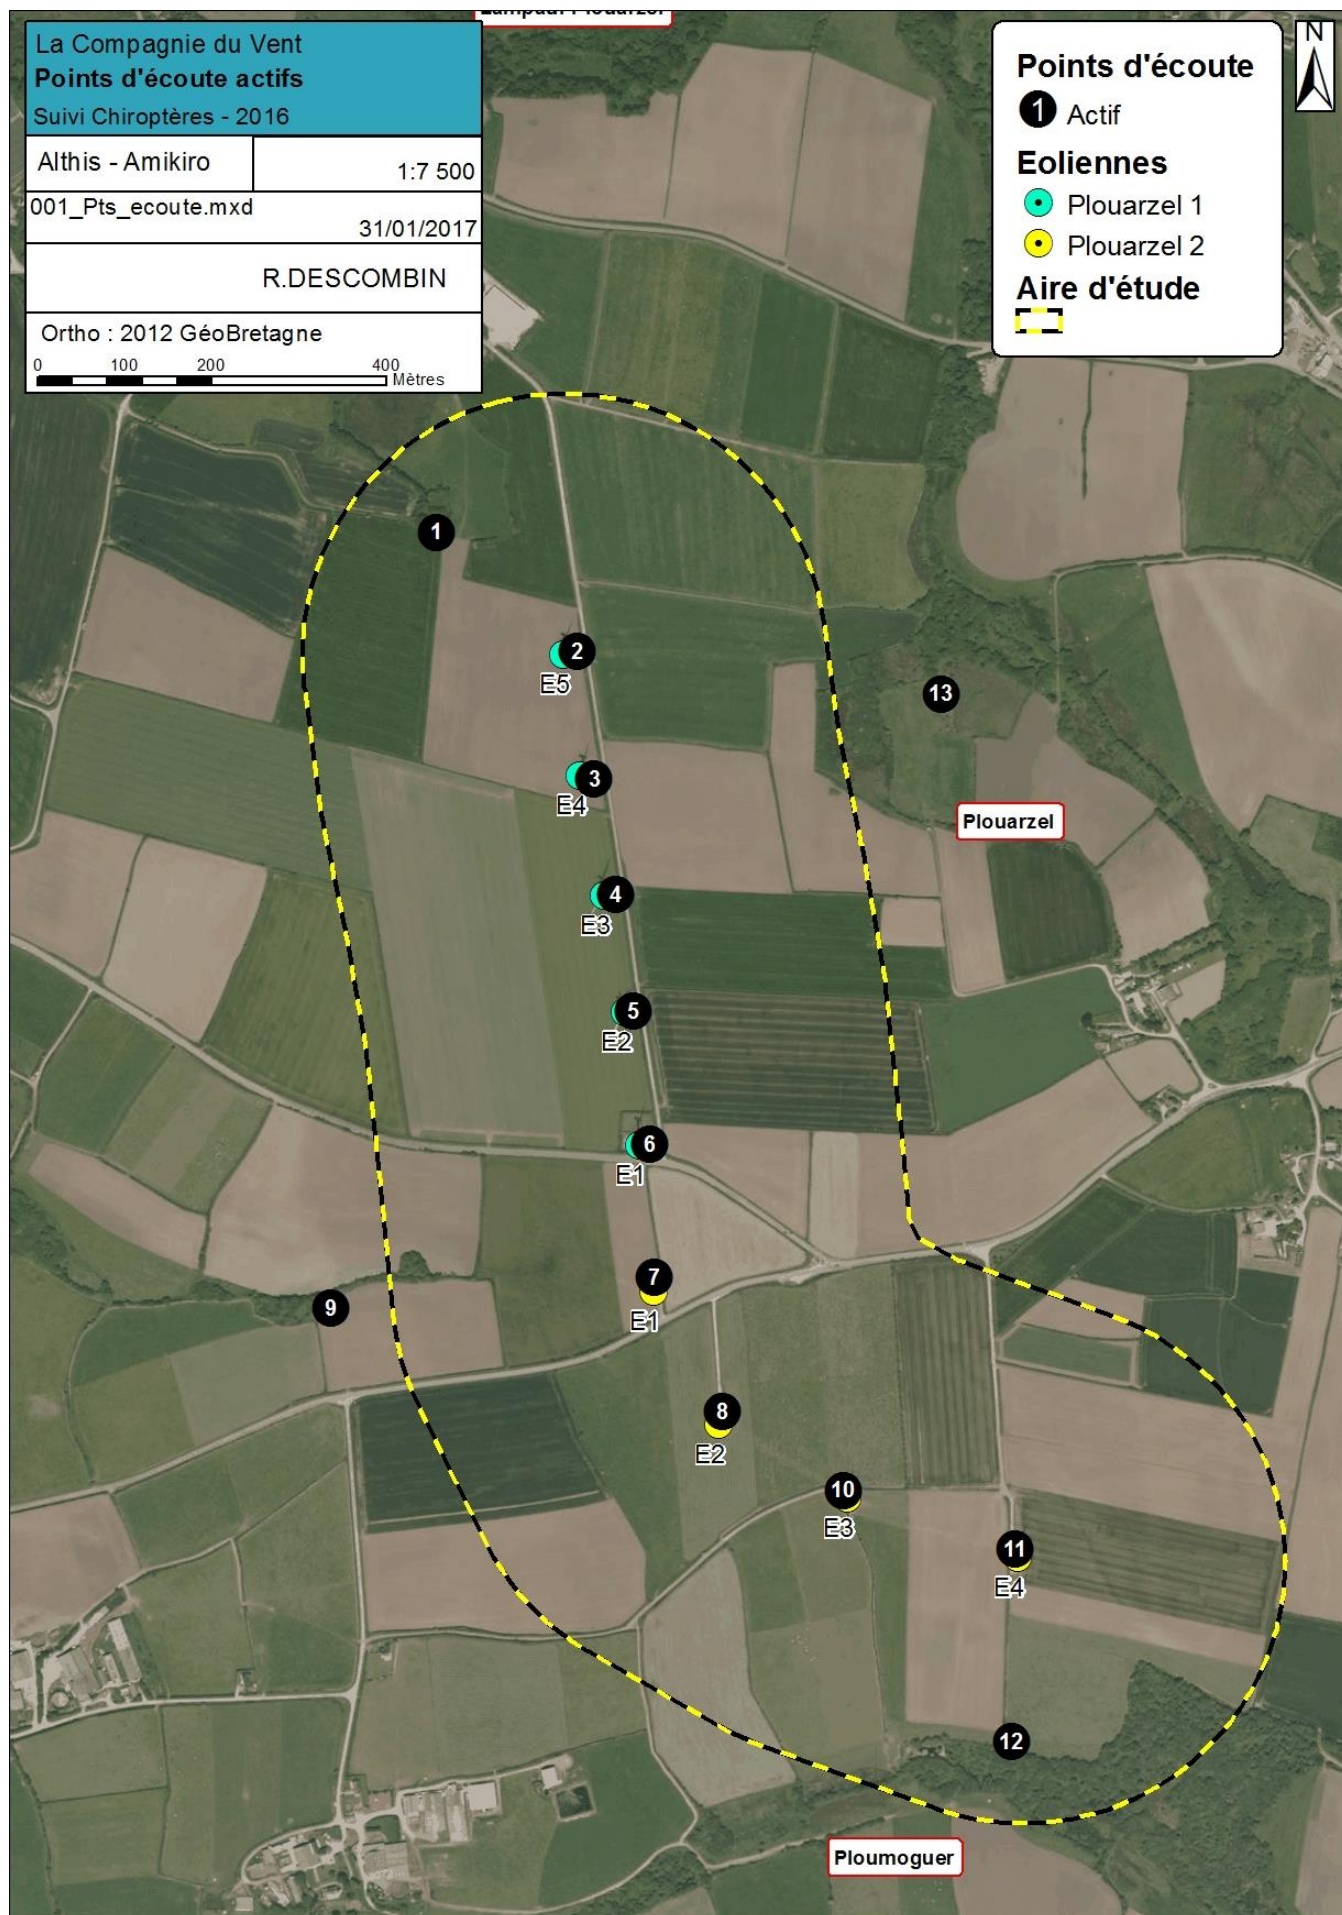 La Compagnie du Vent
Points d'écoute actifs
Suivi Chiroptères - 2016
Althis - Amikiro
1:7 500
001_Pts_ecoute.mxd
31/01/2017
R.DESCOMBIN
Ortho : 2012 GéoBretagne
0 100 200 400
Mètres
Lampaul-Plouarzel
Points d'écoute
1 Actif
Eoliennes
Plouarzel 1
Plouarzel 2
Aire d'étude
N
1
2
E5
13
3
E4
Plouarzel
4
E3
5
E2
6
E1
7
E1
9
8
E2
10
E3
11
E4
12
Ploumoguer